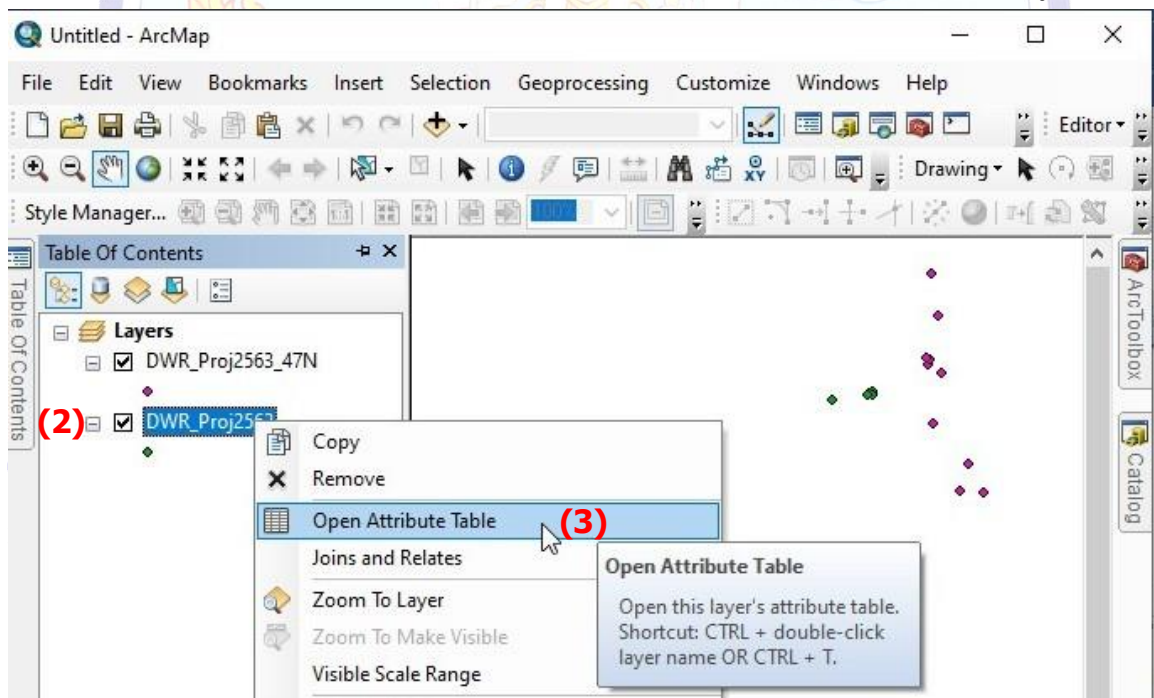 Untitled - ArcMap
File Edit View Bookmarks Insert Selection Geoprocessing Customize Windows Help
Editor
Drawing
Style Manager... 100%
Table Of Contents
Table Of Contents
Layers
DWR_Proj2563_47N
(2) DWR_Proj2563
Copy
Remove
Open Attribute Table (3)
Joins and Relates
Zoom To Layer
Zoom To Make Visible
Visible Scale Range
Open Attribute Table
Open this layer's attribute table.
Shortcut: CTRL + double-click
layer name OR CTRL + T.
ArcToolbox
Catalog